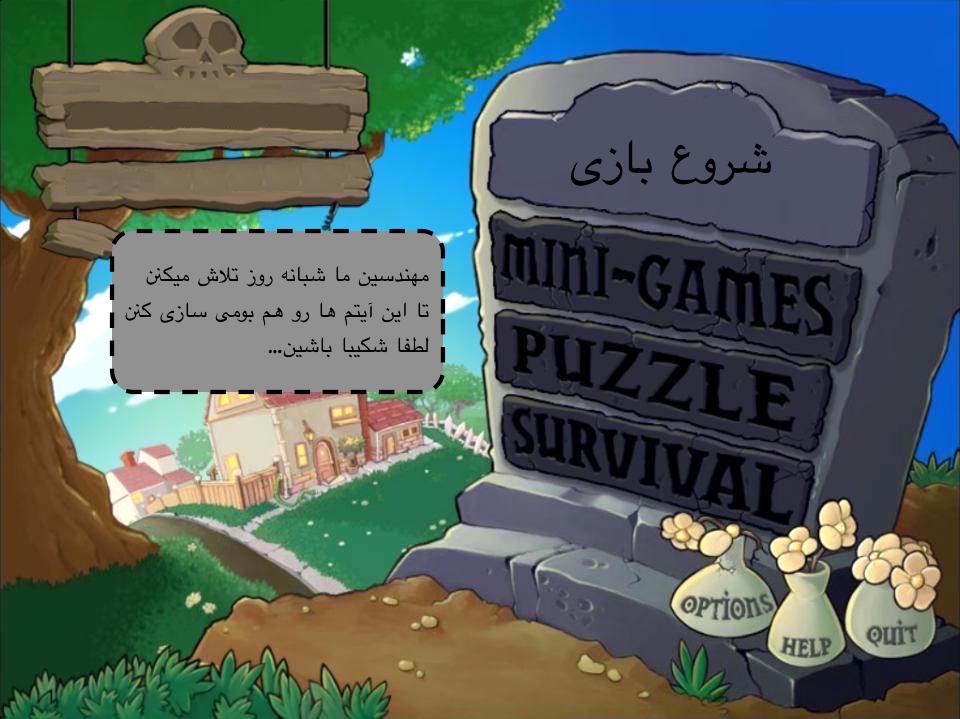 شروع بازی
MINI-GAMES
PUZZLE
SURVIVAL
مهندسین ما شبانه روز تلاش میکنن
تا این آیتم ها رو هم بومی سازی کنن
لطفا شکیبا باشین...
OPTIONS
HELP
QUIT